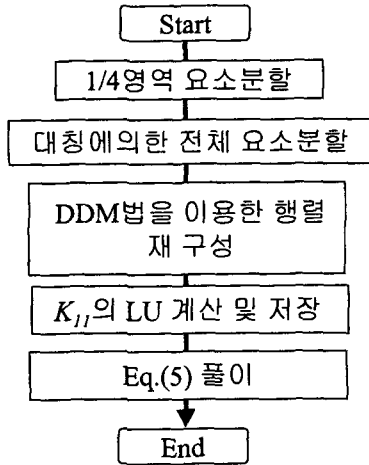 Start
1/4영역 요소분할
대칭에의한 전체 요소분할
DDM법을 이용한 행렬
재 구성
K₁₁의 LU 계산 및 저장
Eq.(5) 풀이
End